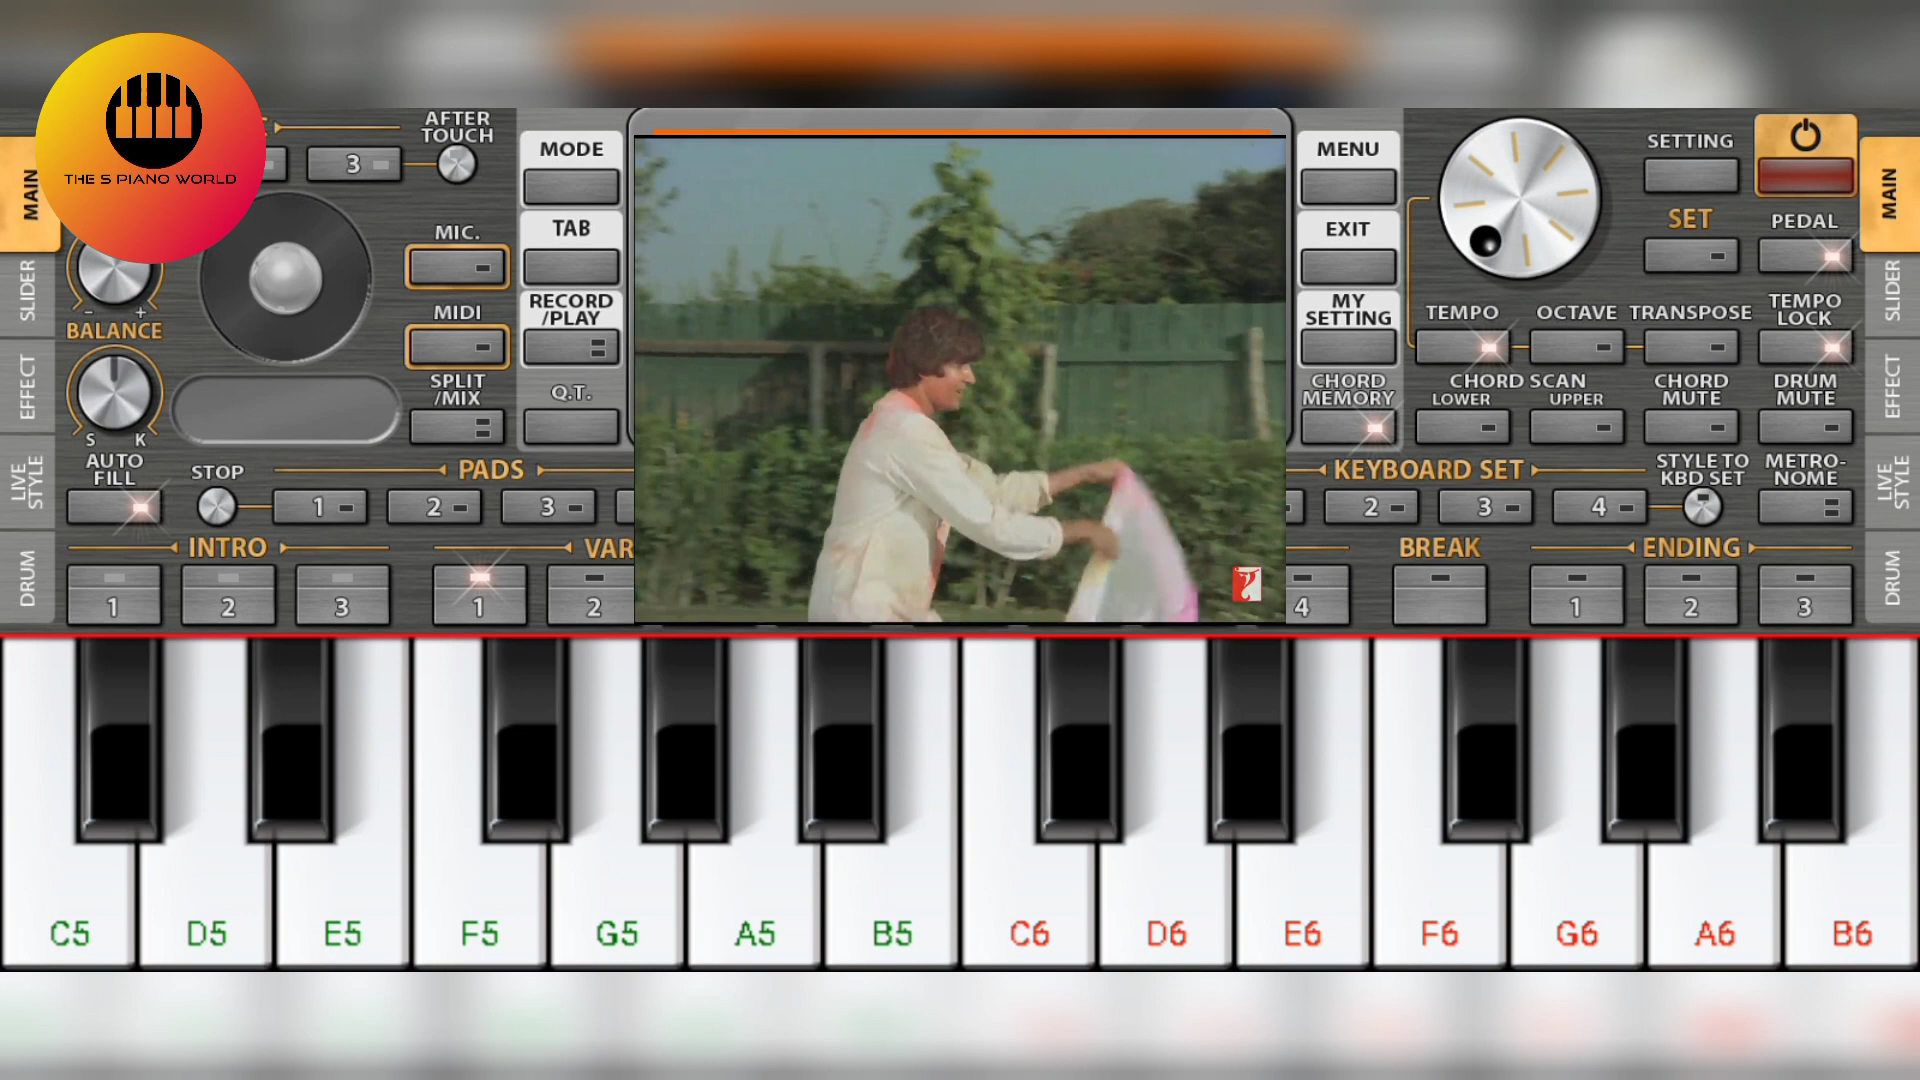 THE S PIANO WORLD
AFTER
TOUCH
3
MODE
MENU
SETTING
MAIN
MAIN
MIC.
TAB
EXIT
SET
PEDAL
SLIDER
SLIDER
- +
BALANCE
MIDI
RECORD
/PLAY
MY
SETTING
TEMPO
OCTAVE
TRANSPOSE
TEMPO
LOCK
EFFECT
EFFECT
S K
SPLIT
/MIX
Q.T.
CHORD
MEMORY
CHORD SCAN
LOWER UPPER
CHORD
MUTE
DRUM
MUTE
LIVE
STYLE
LIVE
STYLE
AUTO
FILL
STOP
PADS
1 2 3
KEYBOARD SET
2 3 4
STYLE TO
KBD SET
METRO-
NOME
DRUM
DRUM
INTRO
1 2 3
VAR
1 2
4
BREAK
ENDING
1 2 3
C5 D5 E5 F5 G5 A5 B5 C6 D6 E6 F6 G6 A6 B6